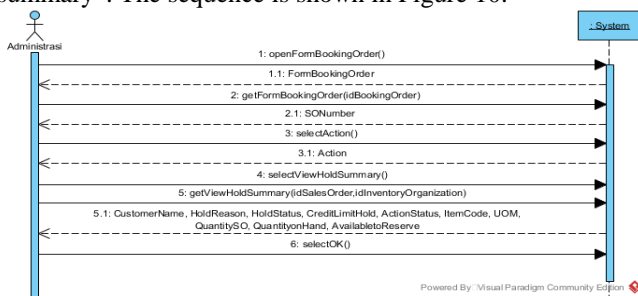 summary". The sequence is shown in Figure 10.
Administrasi
: System
1: openFormBookingOrder()
1.1: FormBookingOrder
2: getFormBookingOrder(idBookingOrder)
2.1: SONumber
3: selectAction()
3.1: Action
4: selectViewHoldSummary()
5: getViewHoldSummary(idSalesOrder,idInventoryOrganization)
5.1: CustomerName, HoldReason, HoldStatus, CreditLimitHold, ActionStatus, ItemCode, UOM,
QuantitySO, QuantityonHand, AvailabletoReserve
6: selectOK()
Powered By Visual Paradigm Community Edition